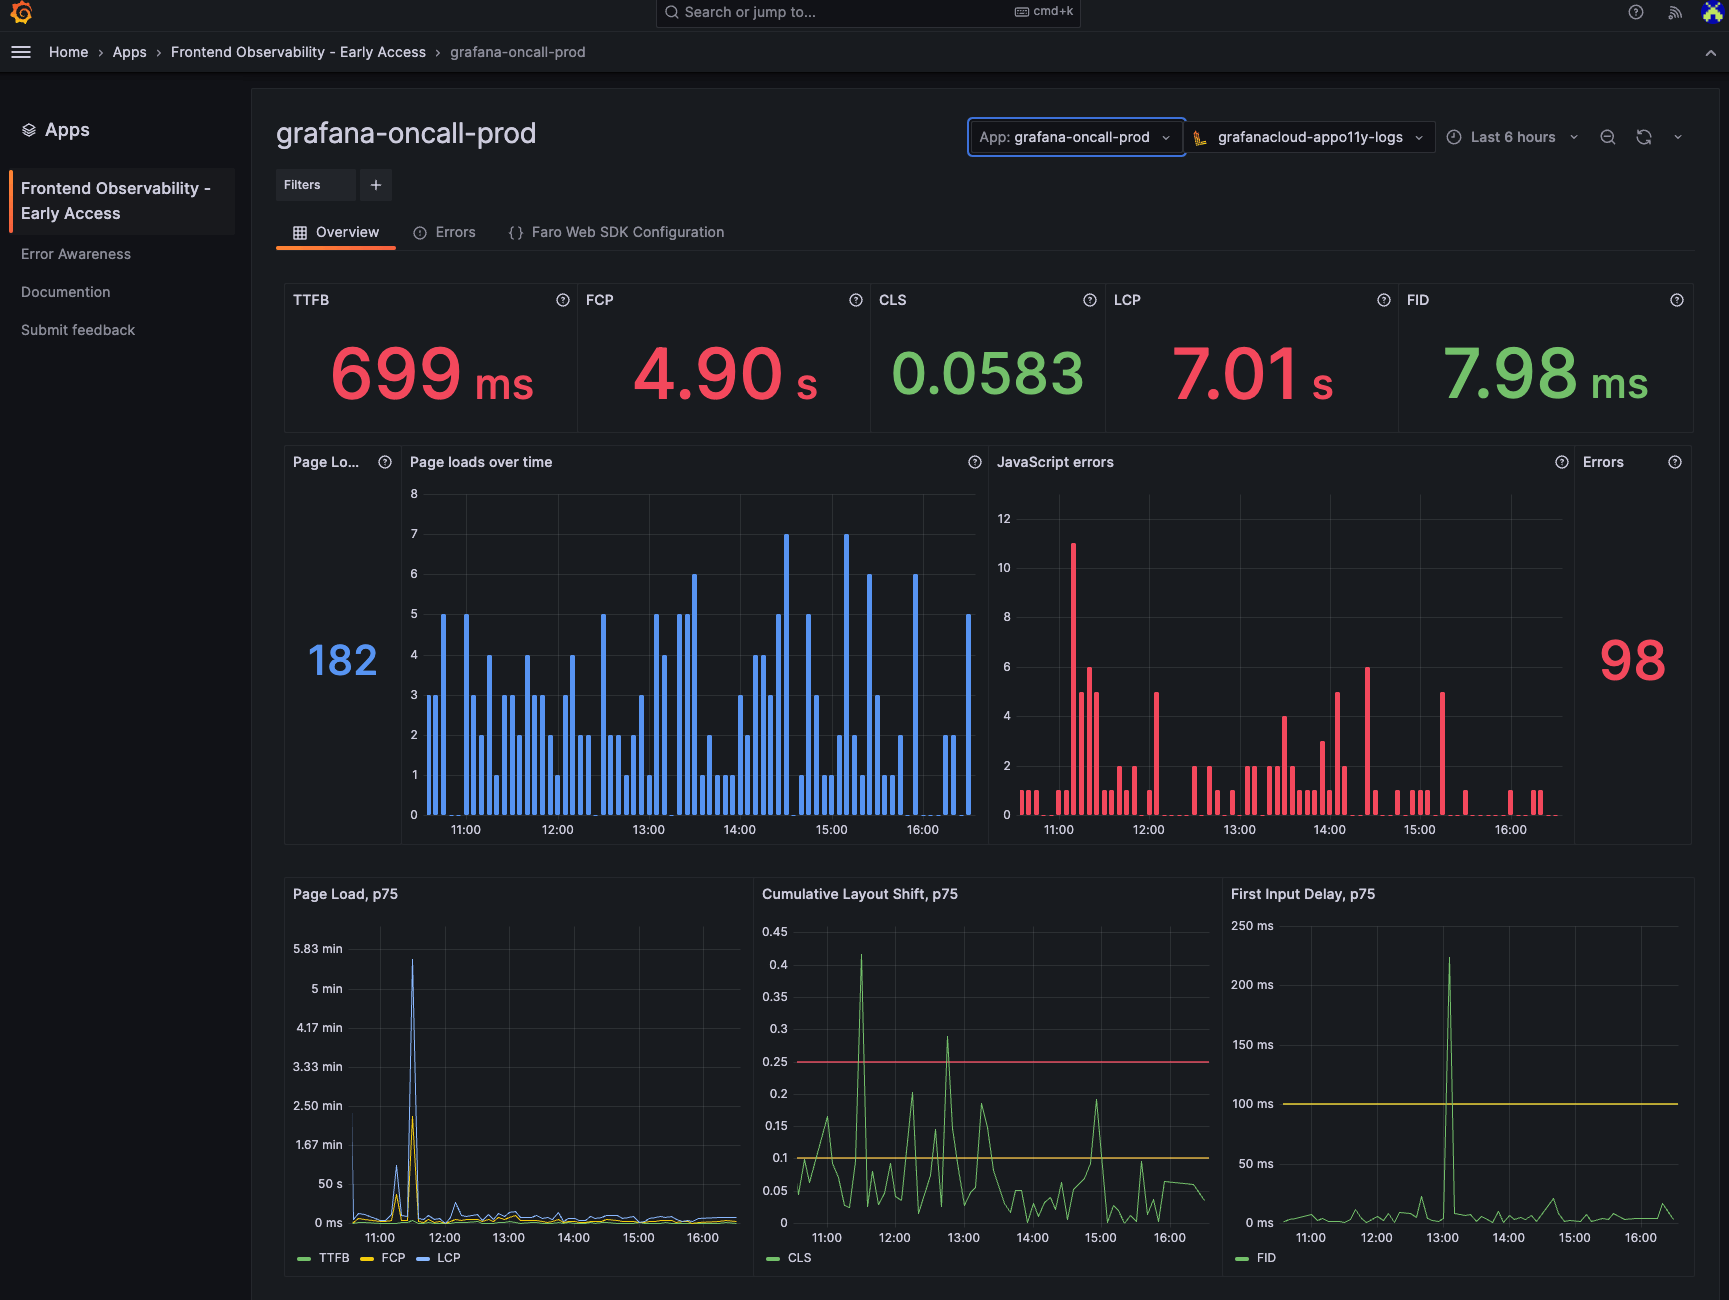 Search or jump to...
cmd+k
Home › Apps › Frontend Observability - Early Access › grafana-oncall-prod
Apps
Frontend Observability -
Early Access
Error Awareness
Documention
Submit feedback
grafana-oncall-prod
App: grafana-oncall-prod
grafanacloud-appo11y-logs
Last 6 hours
Filters
+
Overview
Errors
{} Faro Web SDK Configuration
TTFB
699 ms
FCP
4.90 s
CLS
0.0583
LCP
7.01 s
FID
7.98 ms
Page Lo...
182
Page loads over time
8
7
6
5
4
3
2
1
0
11:00 12:00 13:00 14:00 15:00 16:00
JavaScript errors
12
10
8
6
4
2
0
11:00 12:00 13:00 14:00 15:00 16:00
Errors
98
Page Load, p75
5.83 min
5 min
4.17 min
3.33 min
2.50 min
1.67 min
50 s
0 ms
11:00 12:00 13:00 14:00 15:00 16:00
TTFB FCP LCP
Cumulative Layout Shift, p75
0.45
0.4
0.35
0.3
0.25
0.2
0.15
0.1
0.05
0
11:00 12:00 13:00 14:00 15:00 16:00
CLS
First Input Delay, p75
250 ms
200 ms
150 ms
100 ms
50 ms
0 ms
11:00 12:00 13:00 14:00 15:00 16:00
FID